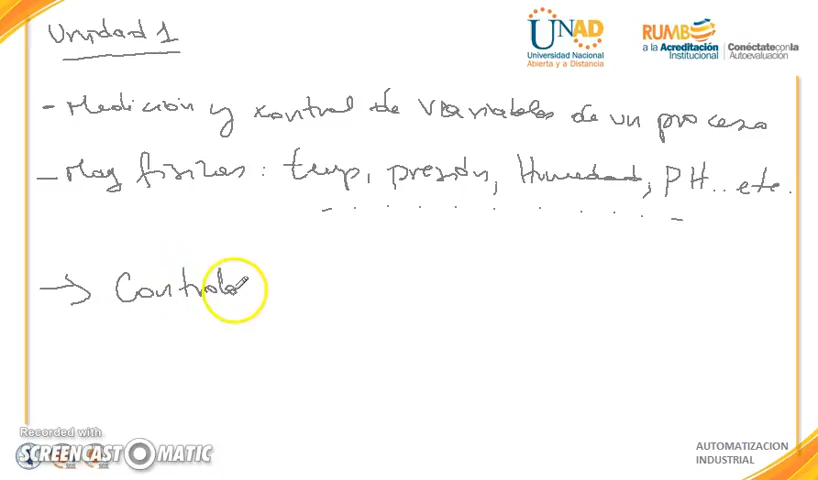 Unidad 1
UNAD
Universidad Nacional
Abierta y a Distancia
RUMBO
a la Acreditación
Institucional
Conéctate con la
Autoevaluación
- Medición y control de variables de un proceso
- Mag físicas: temp, presión, Humedad, PH.. etc.
→ Controla
Recorded with
SCREENCAST MATIC
AUTOMATIZACION
INDUSTRIAL